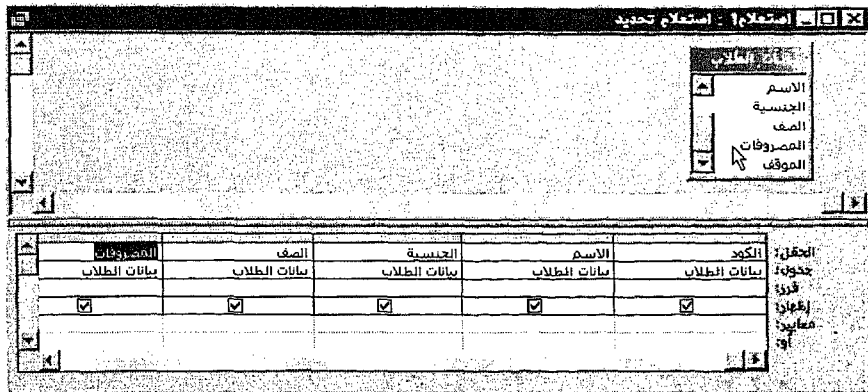 استعلام1 : استعلام تحديد
الاسم
الجنسية
الصف
المصروفات
الموقف
الحقل: الكود الاسم الجنسية الصف المصروفات
جدول: بيانات الطلاب بيانات الطلاب بيانات الطلاب بيانات الطلاب بيانات الطلاب
فرز:
إظهار:
معايير:
أو: